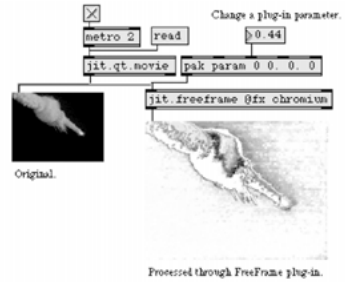 Change a plug-in parameter.
metro 2
read
0.44
jit.qt.movie
pak param 0 0. 0. 0
jit.freeframe @fx chromium
Original.
Processed through FreeFrame plug-in.